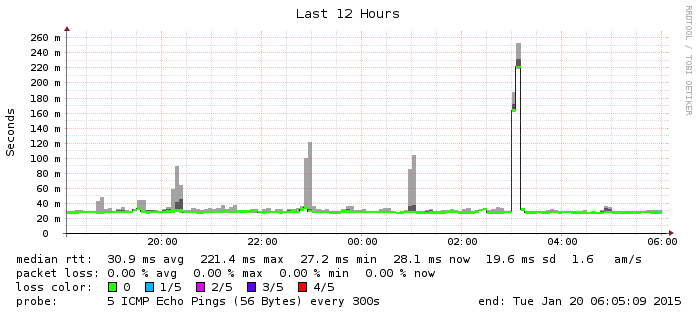 Last 12 Hours
RRDTOOL / TOBI OETIKER
Seconds
260 m
240 m
220 m
200 m
180 m
160 m
140 m
120 m
100 m
80 m
60 m
40 m
20 m
0
20:00 22:00 00:00 02:00 04:00 06:00
median rtt: 30.9 ms avg 221.4 ms max 27.2 ms min 28.1 ms now 19.6 ms sd 1.6 am/s
packet loss: 0.00 % avg 0.00 % max 0.00 % min 0.00 % now
loss color: 0 1/5 2/5 3/5 4/5
probe: 5 ICMP Echo Pings (56 Bytes) every 300s end: Tue Jan 20 06:05:09 2015